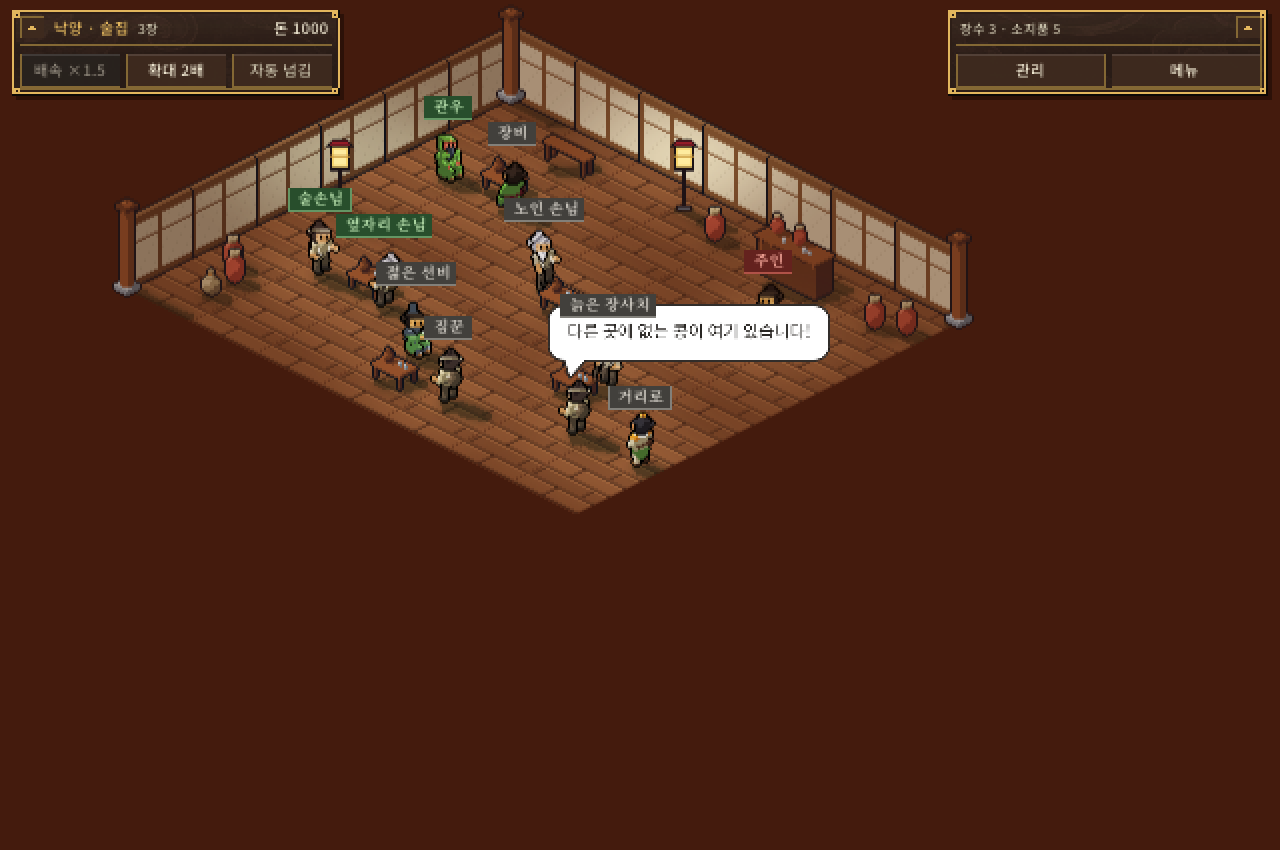 낙양 · 술집 3장 돈 1000
배속 ×1.5 확대 2배 자동 넘김
장수 3 · 소지품 5
관리 메뉴
관우
장비
술손님
노인 손님
옆자리 손님
주인
젊은 선비
늙은 장사치
짐꾼
다른 곳이 없는 콩이 여기 있습니다!
거리로